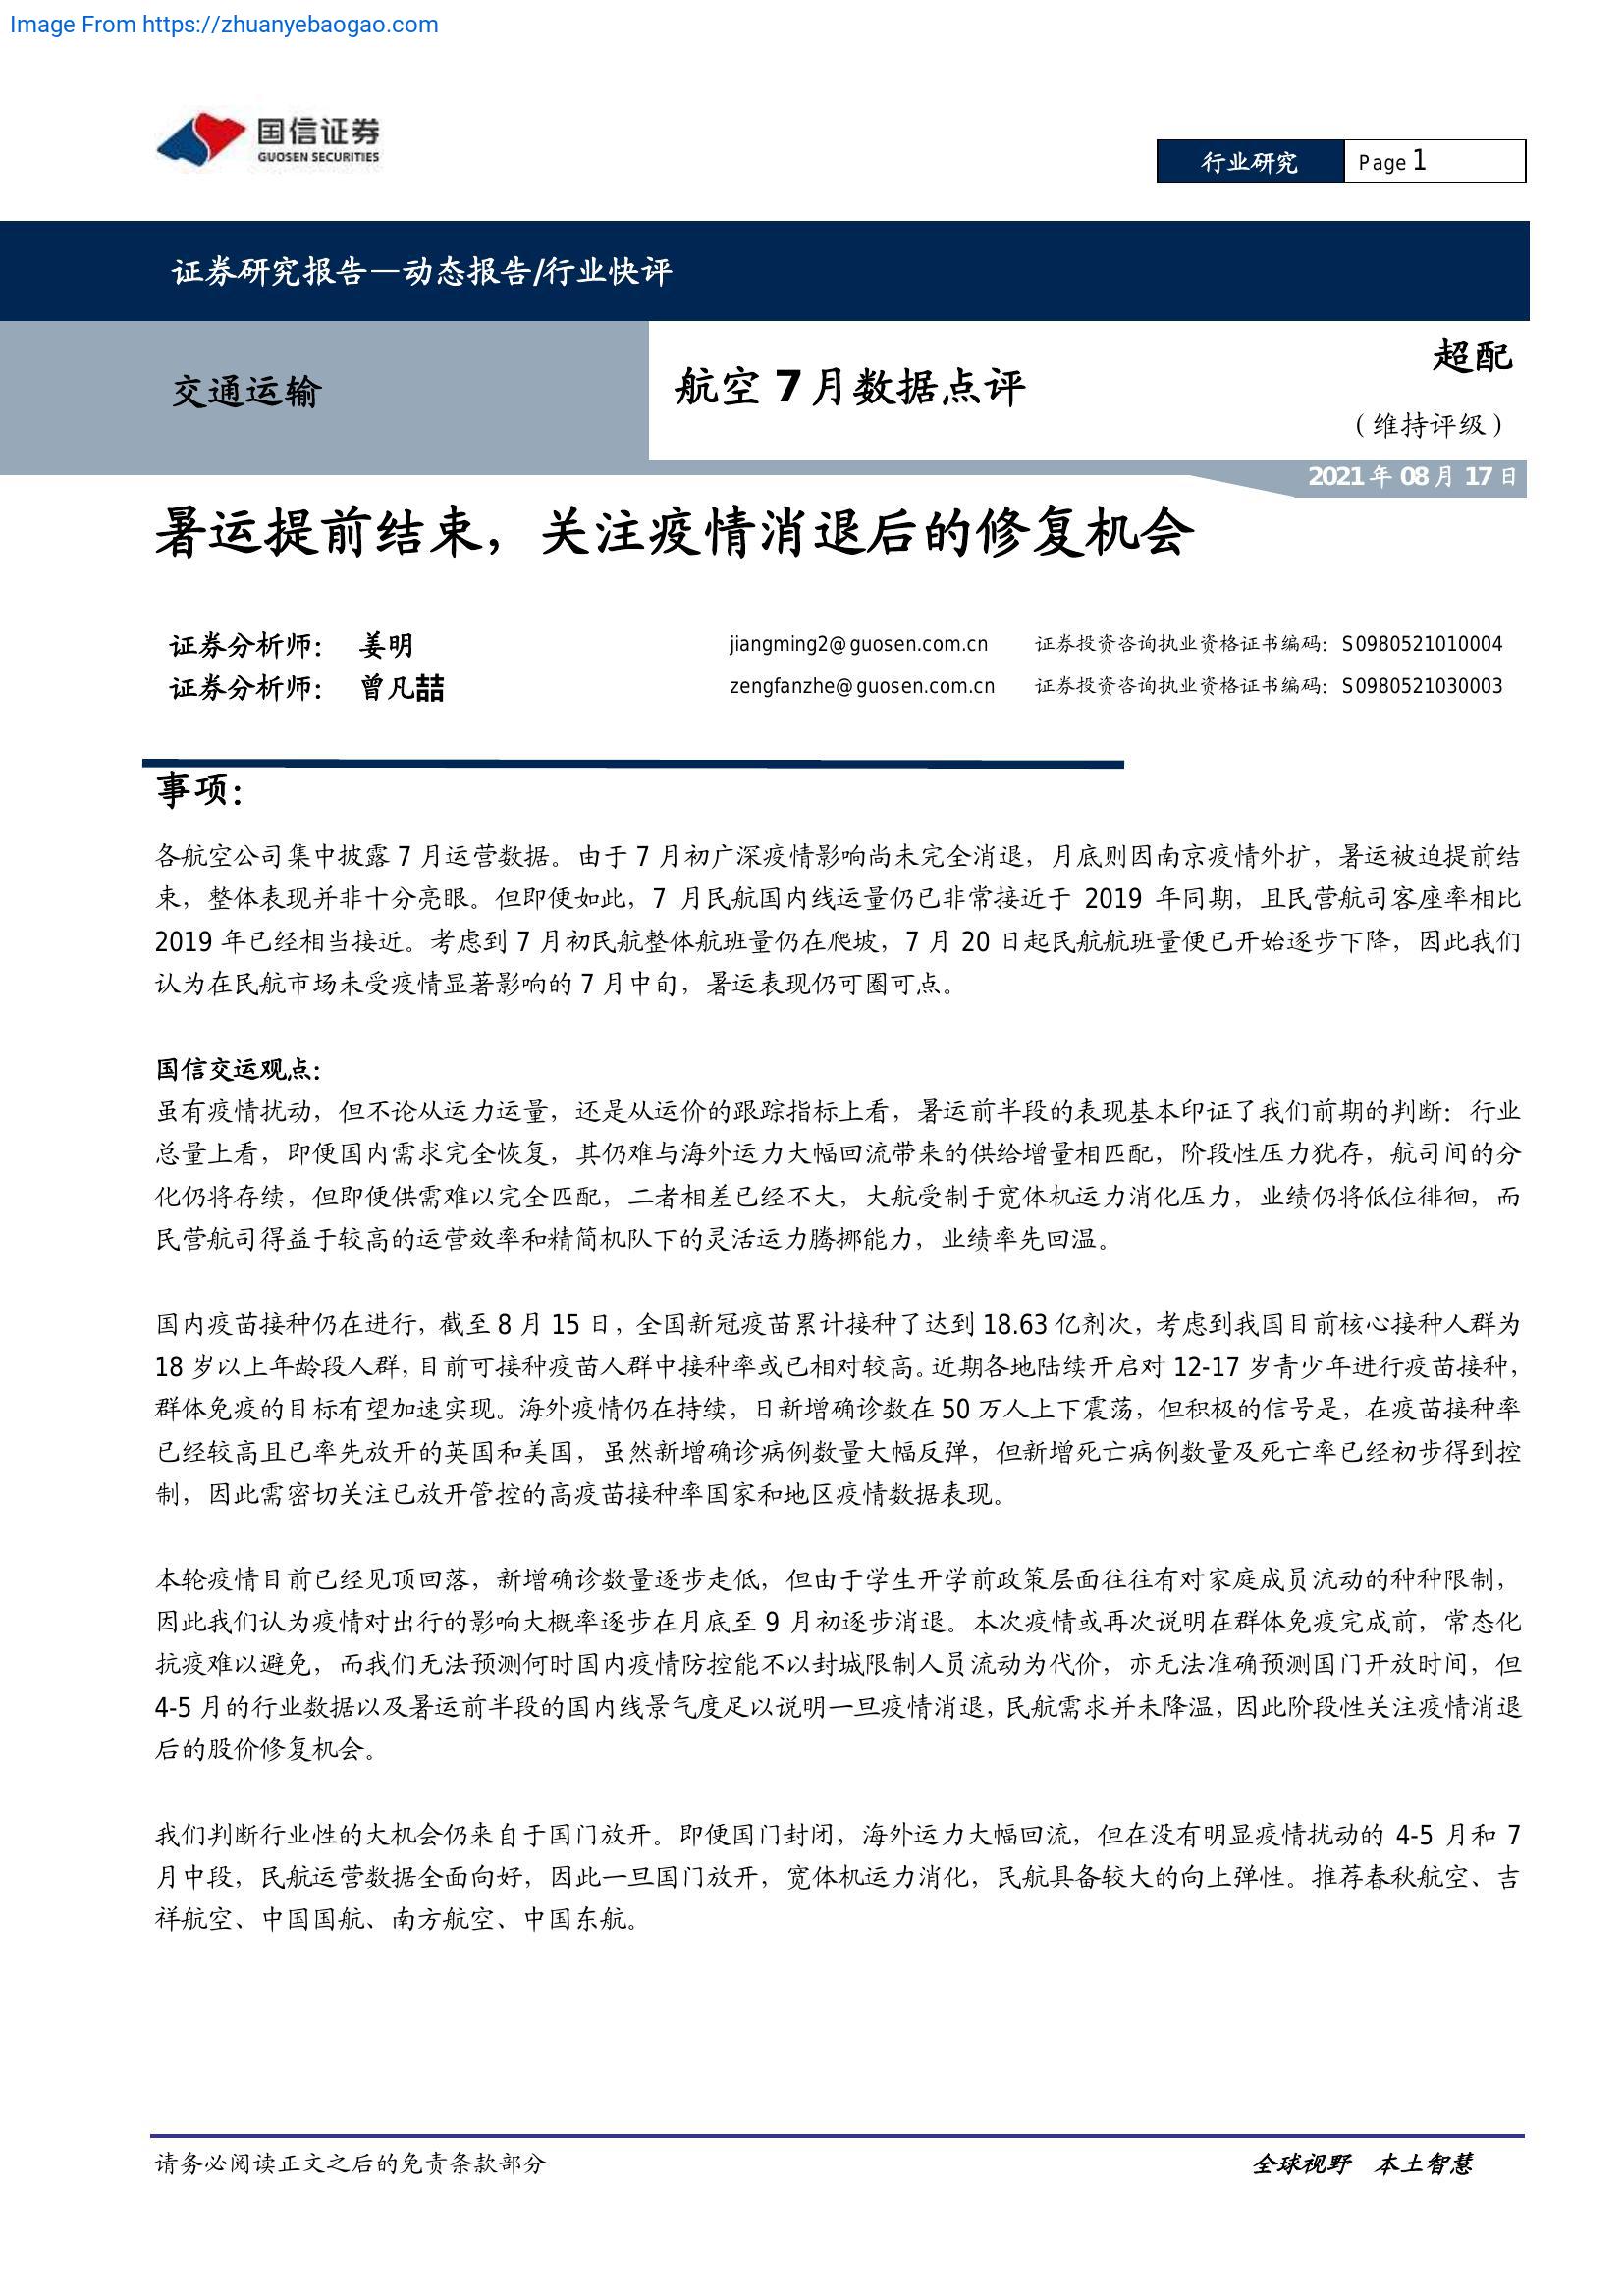 Image From https://zhuanyebaogao.com
国信证券
GUOSEN SECURITIES
行业研究 Page 1
证券研究报告—动态报告/行业快评
交通运输
航空 7 月数据点评
超配
（维持评级）
2021 年 08 月 17 日
暑运提前结束，关注疫情消退后的修复机会
证券分析师： 姜明 jiangming2@guosen.com.cn 证券投资咨询执业资格证书编码：S0980521010004
证券分析师： 曾凡喆 zengfanzhe@guosen.com.cn 证券投资咨询执业资格证书编码：S0980521030003
事项：
各航空公司集中披露 7 月运营数据。由于 7 月初广深疫情影响尚未完全消退，月底则因南京疫情外扩，暑运被迫提前结
束，整体表现并非十分亮眼。但即便如此，7 月民航国内线运量仍已非常接近于 2019 年同期，且民营航司客座率相比
2019 年已经相当接近。考虑到 7 月初民航整体航班量仍在爬坡，7 月 20 日起民航航班量便已开始逐步下降，因此我们
认为在民航市场未受疫情显著影响的 7 月中旬，暑运表现仍可圈可点。
国信交运观点：
虽有疫情扰动，但不论从运力运量，还是从运价的跟踪指标上看，暑运前半段的表现基本印证了我们前期的判断：行业
总量上看，即便国内需求完全恢复，其仍难与海外运力大幅回流带来的供给增量相匹配，阶段性压力犹存，航司间的分
化仍将存续，但即便供需难以完全匹配，二者相差已经不大，大航受制于宽体机运力消化压力，业绩仍将低位徘徊，而
民营航司得益于较高的运营效率和精简机队下的灵活运力腾挪能力，业绩率先回温。
国内疫苗接种仍在进行，截至 8 月 15 日，全国新冠疫苗累计接种了达到 18.63 亿剂次，考虑到我国目前核心接种人群为
18 岁以上年龄段人群，目前可接种疫苗人群中接种率或已相对较高。近期各地陆续开启对 12-17 岁青少年进行疫苗接种，
群体免疫的目标有望加速实现。海外疫情仍在持续，日新增确诊数在 50 万人上下震荡，但积极的信号是，在疫苗接种率
已经较高且已率先放开的英国和美国，虽然新增确诊病例数量大幅反弹，但新增死亡病例数量及死亡率已经初步得到控
制，因此需密切关注已放开管控的高疫苗接种率国家和地区疫情数据表现。
本轮疫情目前已经见顶回落，新增确诊数量逐步走低，但由于学生开学前政策层面往往有对家庭成员流动的种种限制，
因此我们认为疫情对出行的影响大概率逐步在月底至 9 月初逐步消退。本次疫情或再次说明在群体免疫完成前，常态化
抗疫难以避免，而我们无法预测何时国内疫情防控能不以封城限制人员流动为代价，亦无法准确预测国门开放时间，但
4-5 月的行业数据以及暑运前半段的国内线景气度足以说明一旦疫情消退，民航需求并未降温，因此阶段性关注疫情消退
后的股价修复机会。
我们判断行业性的大机会仍来自于国门放开。即便国门封闭，海外运力大幅回流，但在没有明显疫情扰动的 4-5 月和 7
月中段，民航运营数据全面向好，因此一旦国门放开，宽体机运力消化，民航具备较大的向上弹性。推荐春秋航空、吉
祥航空、中国国航、南方航空、中国东航。
请务必阅读正文之后的免责条款部分
全球视野 本土智慧